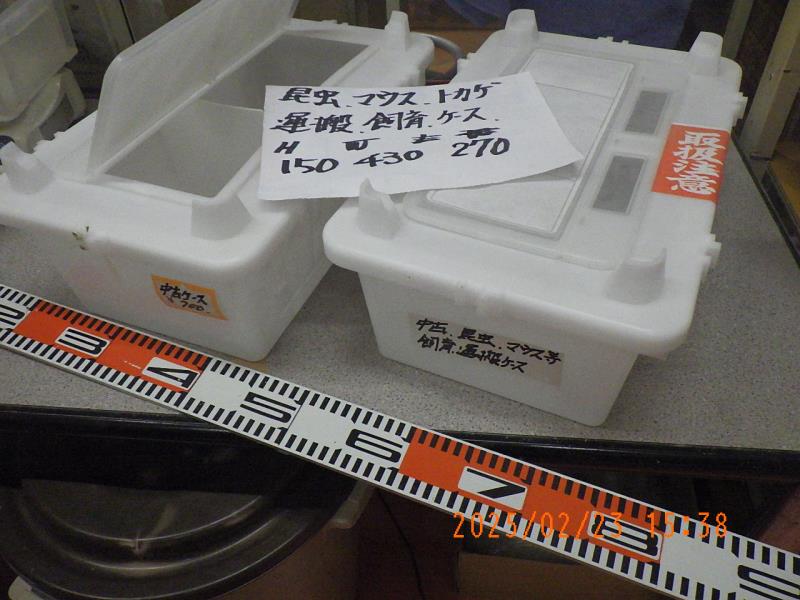 昆虫.マウス.トカゲ
運搬.飼育.ケース.
H
150 430 270
取扱注意
中古ケース
中古.昆虫.マウス等
飼育.運搬ケース
2 3 4 5 6 7 8 9
2025/02/23 15:38